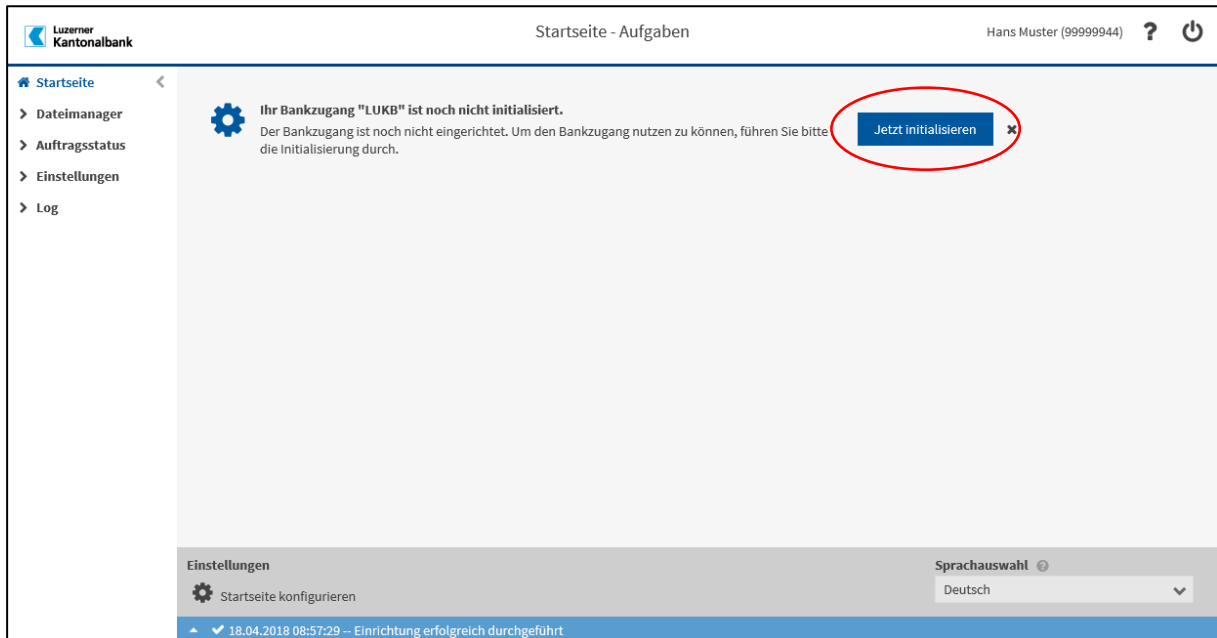 Luzerner
Kantonalbank
Startseite - Aufgaben
Hans Muster (99999944) ?
Startseite
Dateimanager
Auftragsstatus
Einstellungen
Log
Ihr Bankzugang "LUKB" ist noch nicht initialisiert.
Der Bankzugang ist noch nicht eingerichtet. Um den Bankzugang nutzen zu können, führen Sie bitte
die Initialisierung durch.
Jetzt initialisieren
Einstellungen
Startseite konfigurieren
Sprachauswahl ?
Deutsch
18.04.2018 08:57:29 -- Einrichtung erfolgreich durchgeführt